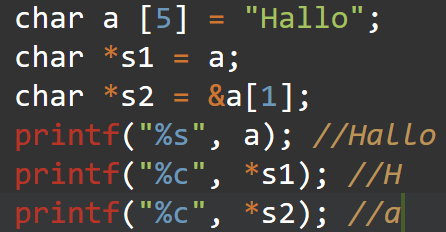 char a [5] = "Hallo";
char *s1 = a;
char *s2 = &a[1];
printf("%s", a); //Hallo
printf("%c", *s1); //H
printf("%c", *s2); //a